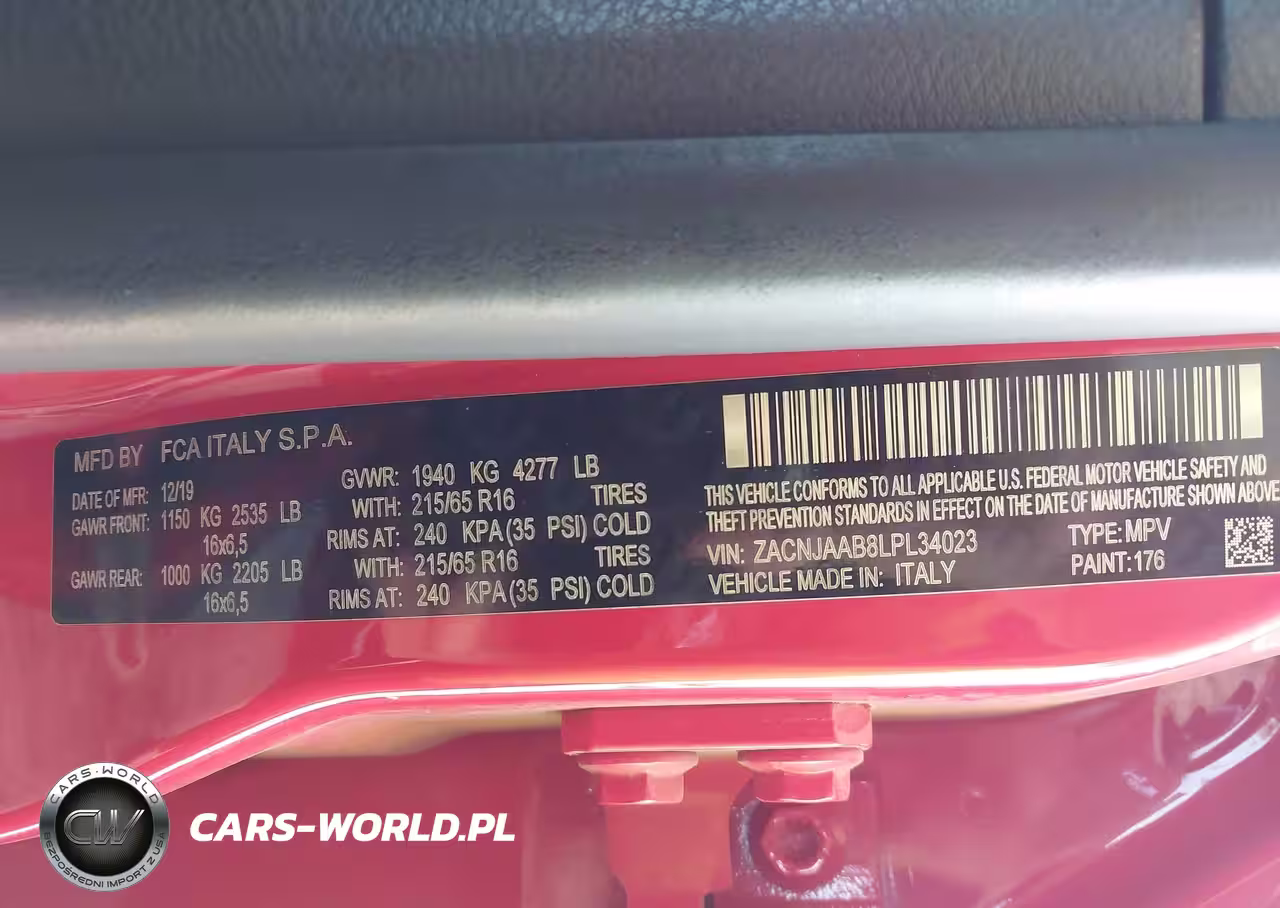 MFD BY FCA ITALY S.P.A.
DATE OF MFR: 12/19
GAWR FRONT: 1150 KG 2535 LB
16x6,5
GAWR REAR: 1000 KG 2205 LB
16x6,5
GVWR: 1940 KG 4277 LB
WITH: 215/65 R16 TIRES
RIMS AT: 240 KPA(35 PSI) COLD
WITH: 215/65 R16 TIRES
RIMS AT: 240 KPA(35 PSI) COLD
THIS VEHICLE CONFORMS TO ALL APPLICABLE U.S. FEDERAL MOTOR VEHICLE SAFETY AND
THEFT PREVENTION STANDARDS IN EFFECT ON THE DATE OF MANUFACTURE SHOWN ABOVE
VIN: ZACNJAAB8LPL34023 TYPE: MPV
VEHICLE MADE IN: ITALY PAINT: 176
CARS-WORLD
CW
BEZPOŚREDNI IMPORT Z USA
CARS-WORLD.PL